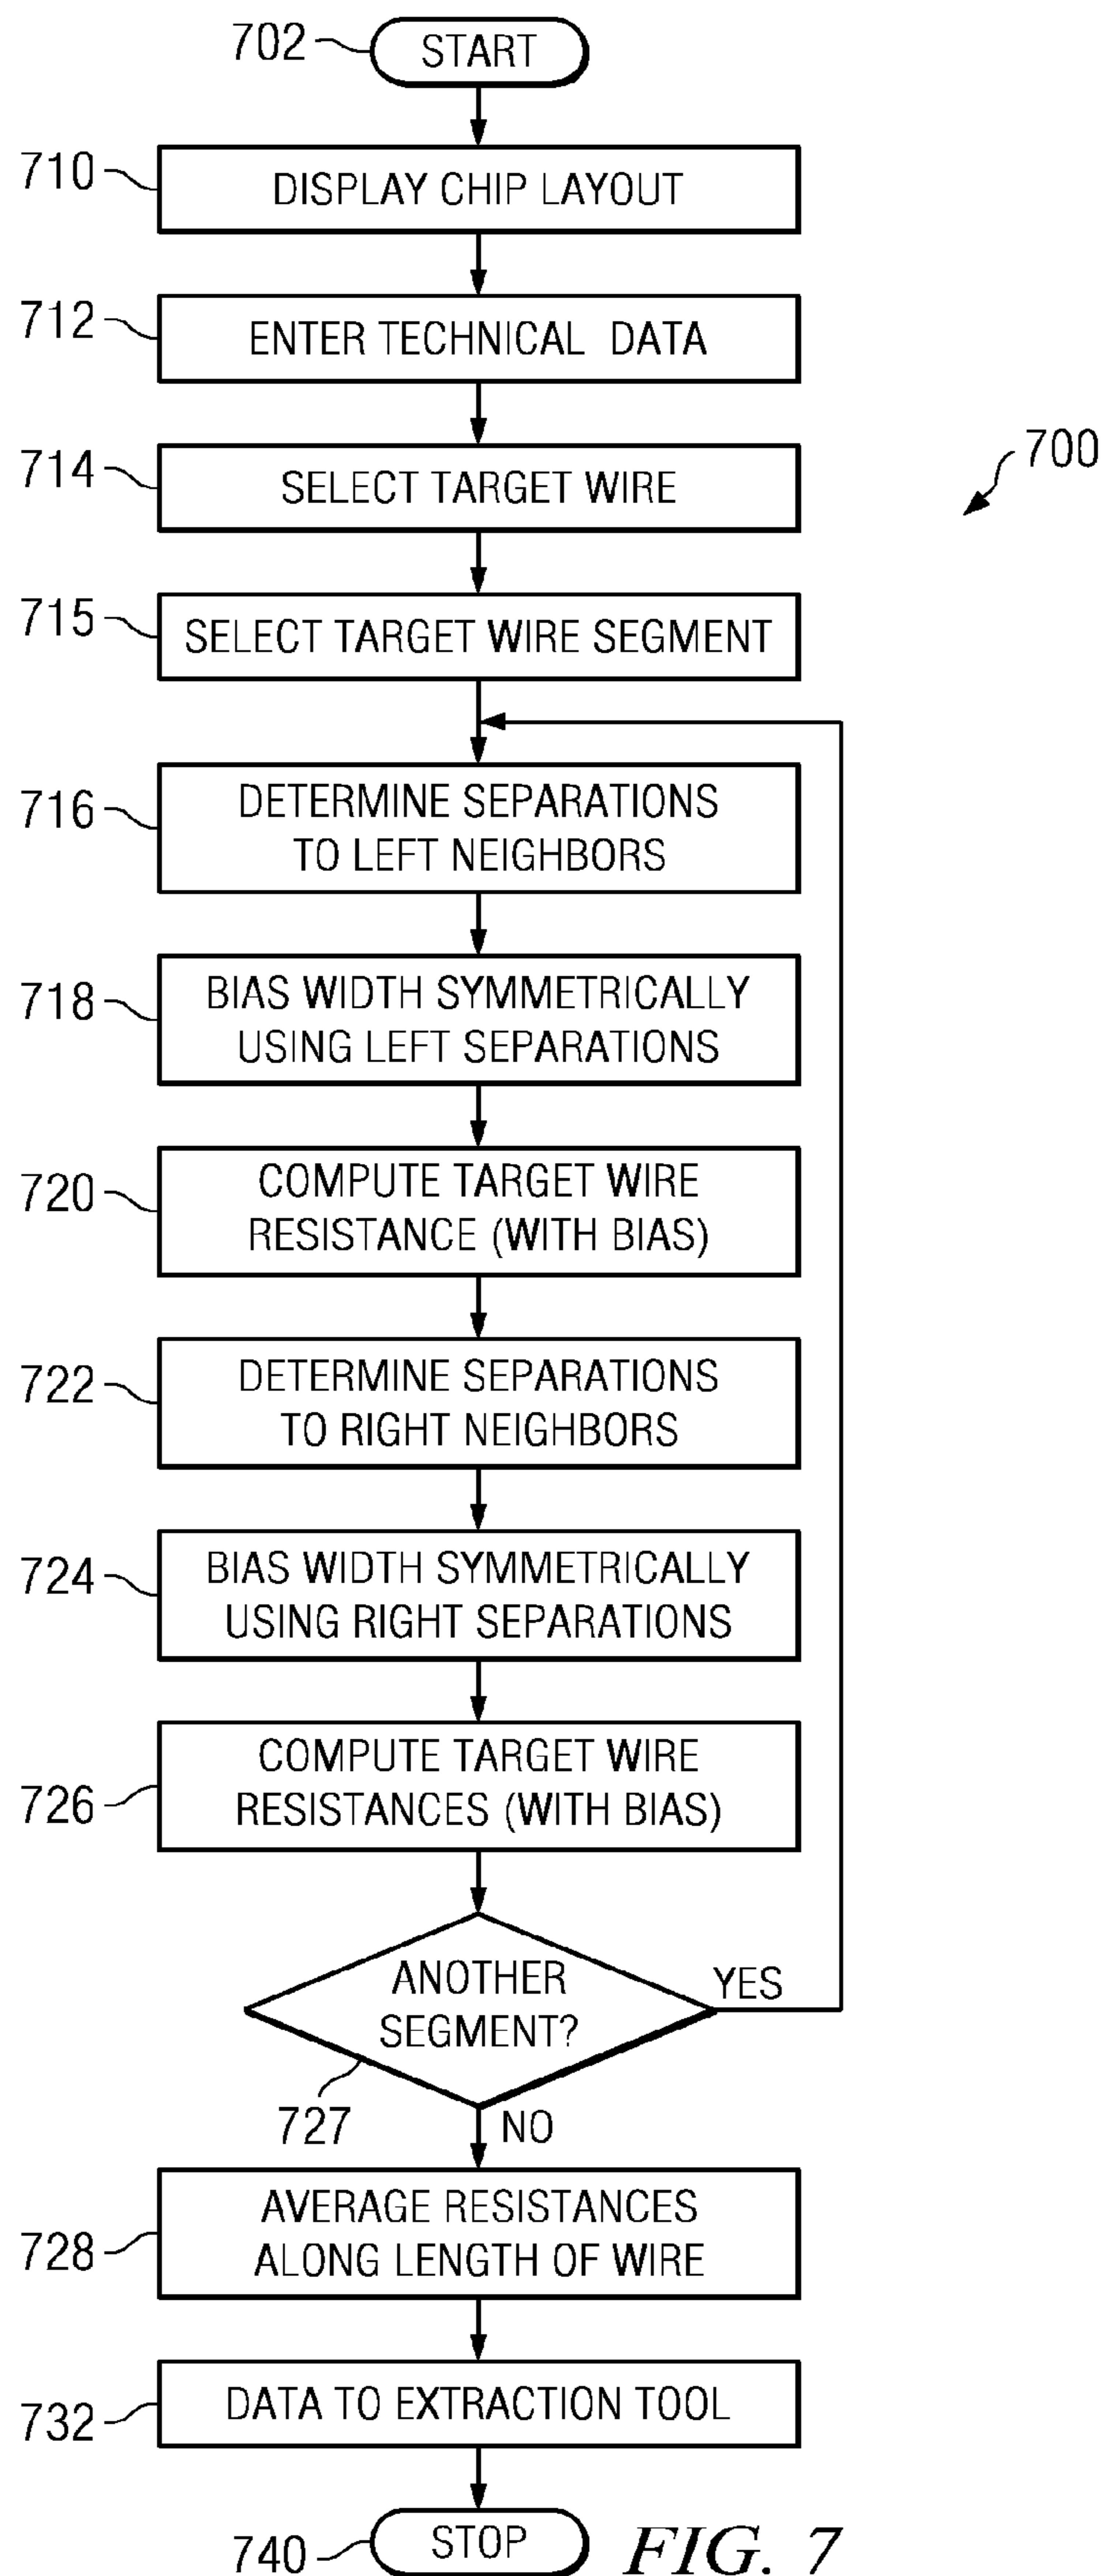 702
START
710
DISPLAY CHIP LAYOUT
712
ENTER TECHNICAL DATA
714
SELECT TARGET WIRE
700
715
SELECT TARGET WIRE SEGMENT
716
DETERMINE SEPARATIONS
TO LEFT NEIGHBORS
718
BIAS WIDTH SYMMETRICALLY
USING LEFT SEPARATIONS
720
COMPUTE TARGET WIRE
RESISTANCE (WITH BIAS)
722
DETERMINE SEPARATIONS
TO RIGHT NEIGHBORS
724
BIAS WIDTH SYMMETRICALLY
USING RIGHT SEPARATIONS
726
COMPUTE TARGET WIRE
RESISTANCES (WITH BIAS)
ANOTHER
SEGMENT?
YES
727
NO
728
AVERAGE RESISTANCES
ALONG LENGTH OF WIRE
732
DATA TO EXTRACTION TOOL
740
STOP
FIG. 7